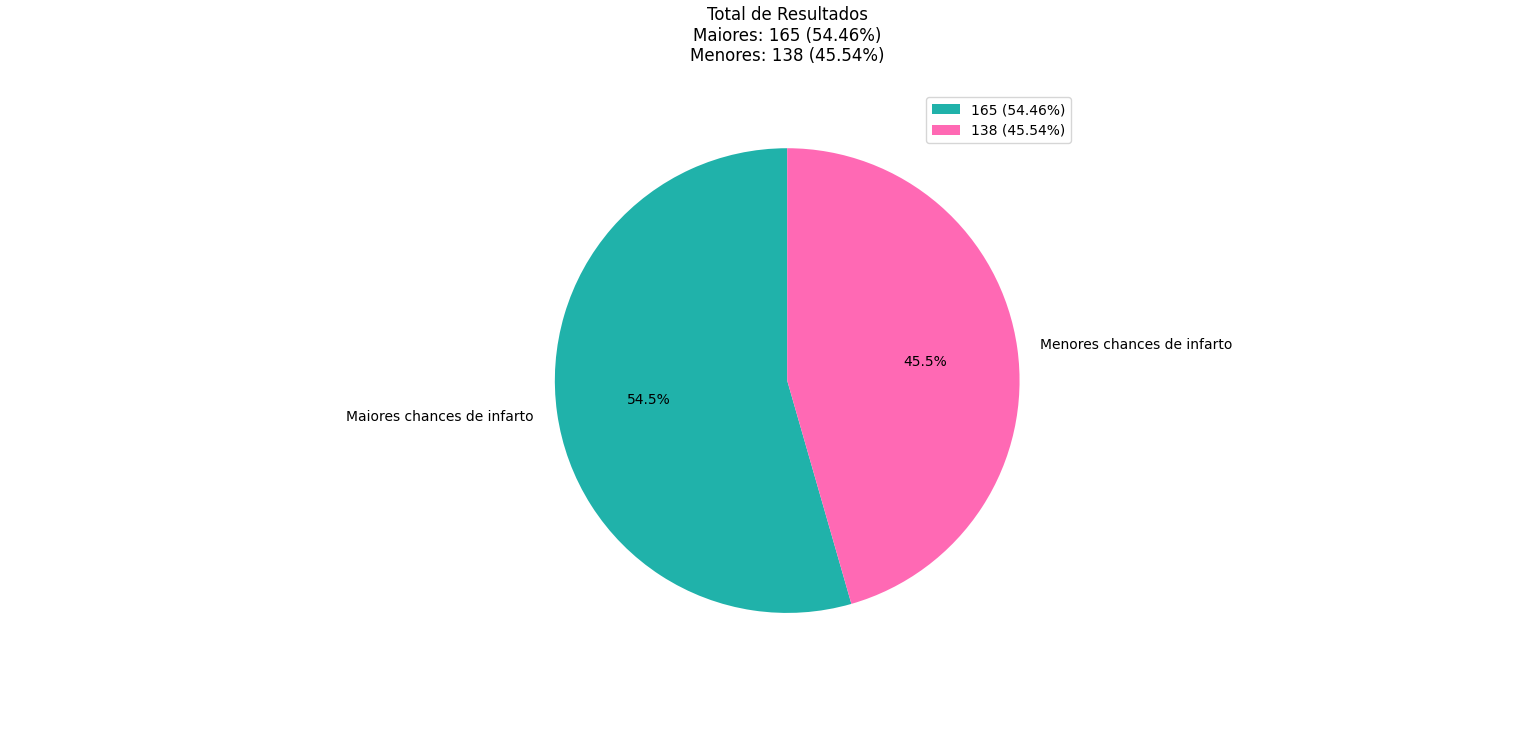 Total de Resultados
Maiores: 165 (54.46%)
Menores: 138 (45.54%)
165 (54.46%)
138 (45.54%)
Menores chances de infarto
45.5%
54.5%
Maiores chances de infarto